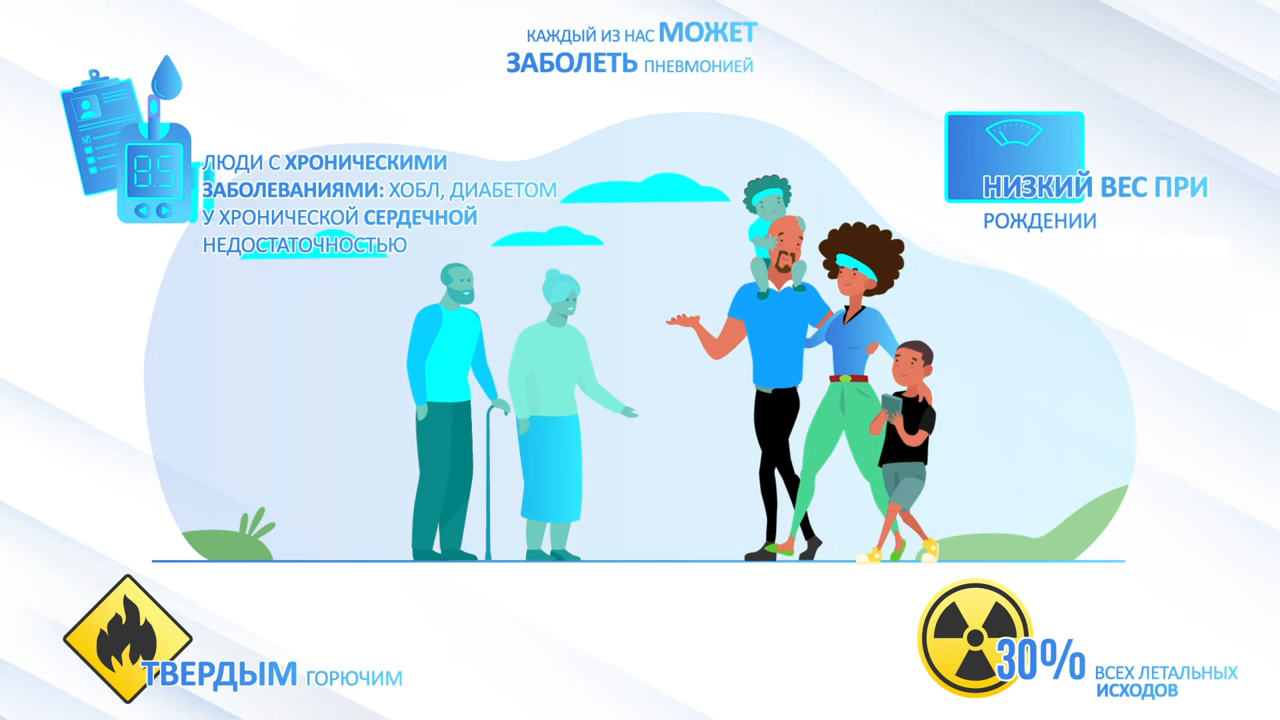 КАЖДЫЙ ИЗ НАС МОЖЕТ
ЗАБОЛЕТЬ ПНЕВМОНИЕЙ
ЛЮДИ С ХРОНИЧЕСКИМИ
ЗАБОЛЕВАНИЯМИ: ХОБЛ, ДИАБЕТОМ
У ХРОНИЧЕСКОЙ СЕРДЕЧНОЙ
НЕДОСТАТОЧНОСТЬЮ
8.5
НИЗКИЙ ВЕС ПРИ
РОЖДЕНИИ
ТВЕРДЫМ ГОРЮЧИМ
30% ВСЕХ ЛЕТАЛЬНЫХ
ИСХОДОВ